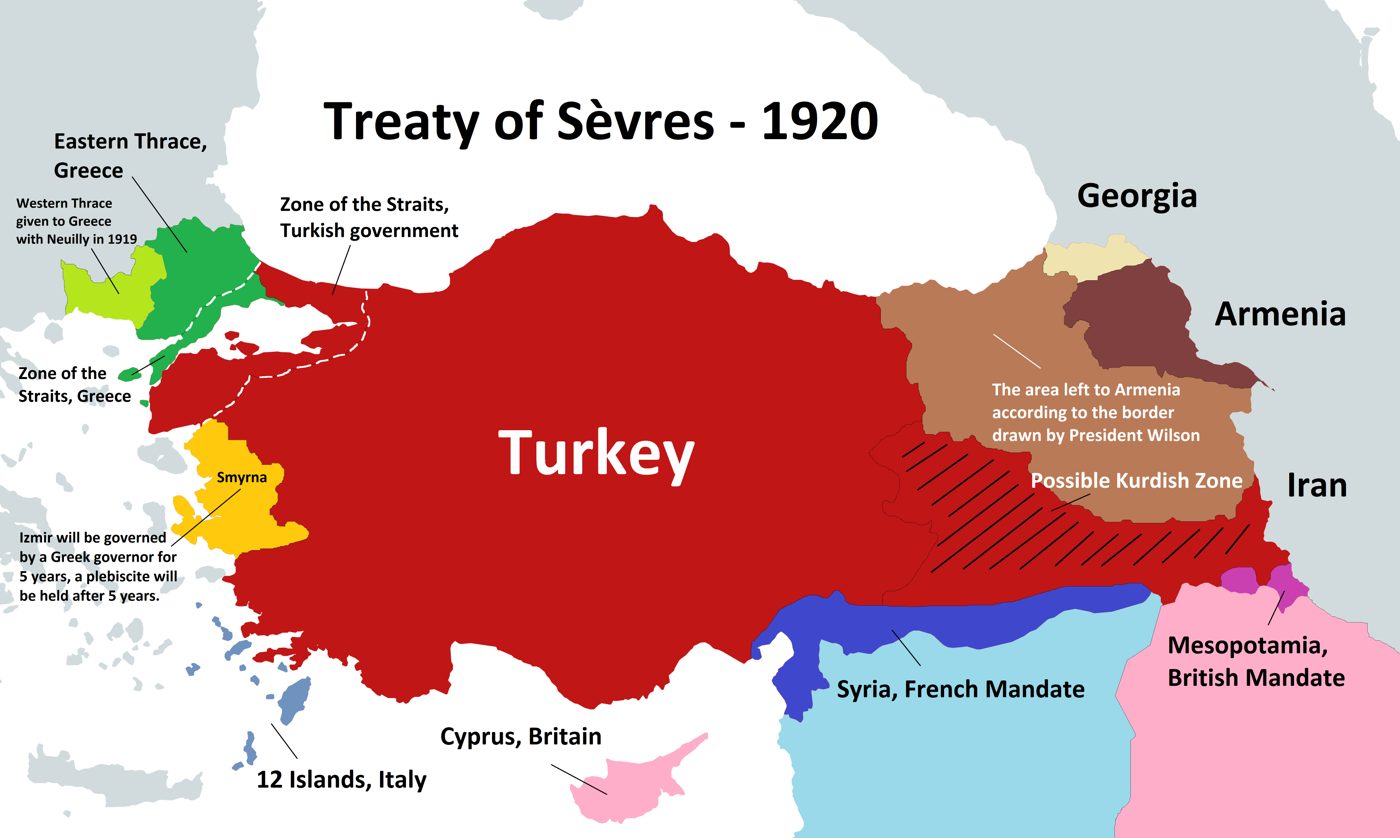 Treaty of Sèvres - 1920
Eastern Thrace,
Greece
Western Thrace
given to Greece
with Neuilly in 1919
Zone of the Straits,
Turkish government
Georgia
Armenia
Zone of the
Straits, Greece
The area left to Armenia
according to the border
drawn by President Wilson
Turkey
Smyrna
Possible Kurdish Zone
Iran
Izmir will be governed
by a Greek governor for
5 years, a plebiscite will
be held after 5 years.
Mesopotamia,
British Mandate
Syria, French Mandate
Cyprus, Britain
12 Islands, Italy